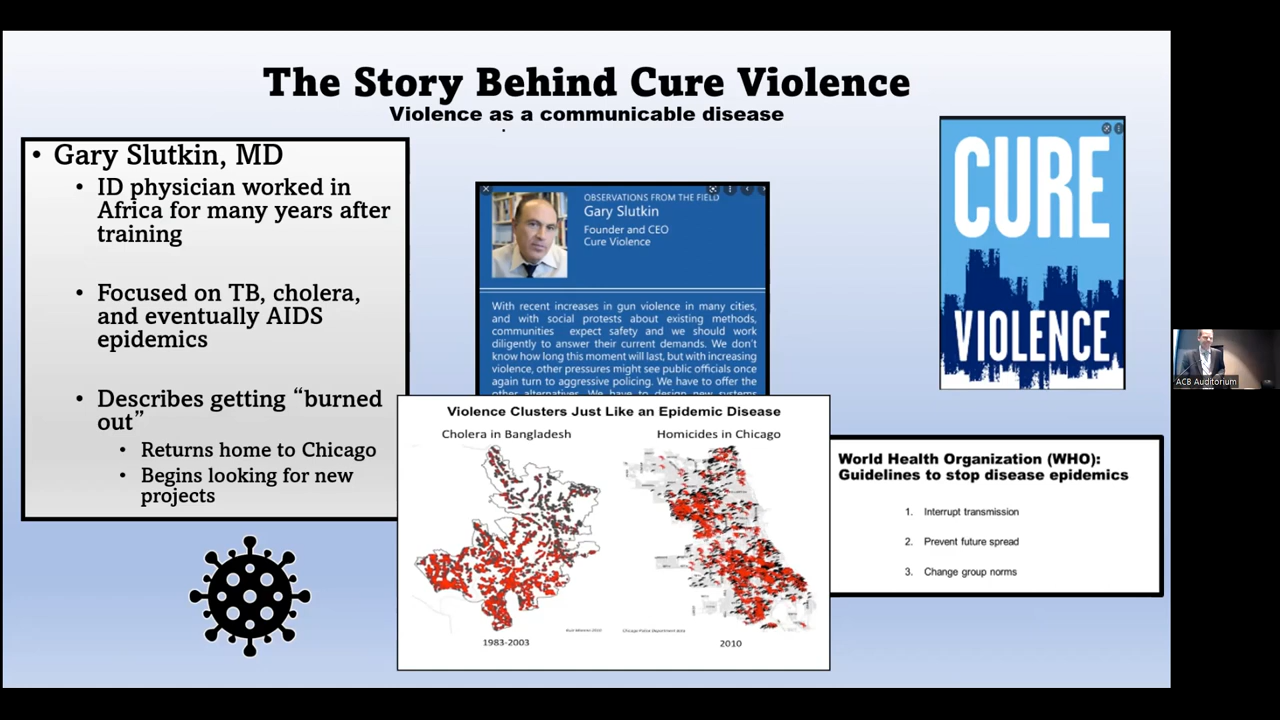 The Story Behind Cure Violence
Violence as a communicable disease
• Gary Slutkin, MD
• ID physician worked in
Africa for many years after
training
• Focused on TB, cholera,
and eventually AIDS
epidemics
• Describes getting “burned
out”
• Returns home to Chicago
• Begins looking for new
projects
OBSERVATIONS FROM THE FIELD
Gary Slutkin
Founder and CEO
Cure Violence
With recent increases in gun violence in many cities,
and with social protests about existing methods,
communities expect safety and we should work
diligently to answer their current demands. We don't
know how long this moment will last, but with increasing
violence, other pressures might see public officials once
again turn to aggressive policing. We have to offer the
other alternatives. We have to design new systems
CURE
VIOLENCE
Violence Clusters Just Like an Epidemic Disease
Cholera in Bangladesh
Homicides in Chicago
1983-2003
2010
World Health Organization (WHO):
Guidelines to stop disease epidemics
1. Interrupt transmission
2. Prevent future spread
3. Change group norms
ACB Auditorium